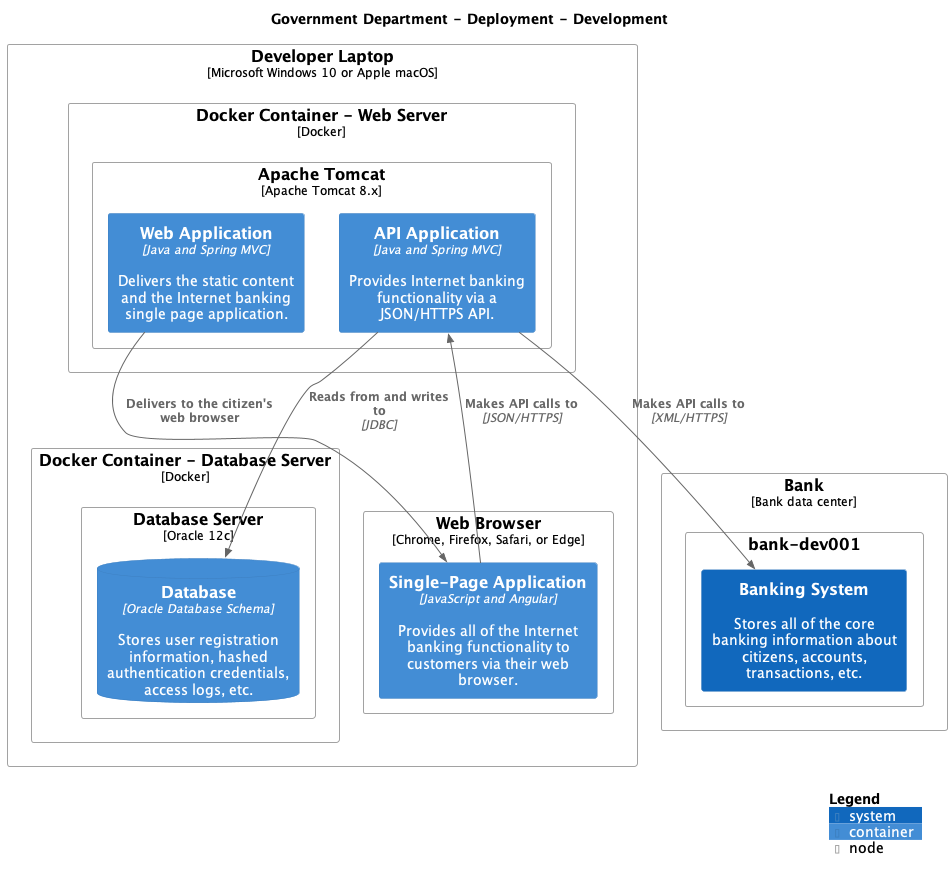 Government Department – Deployment – Development
Developer Laptop
[Microsoft Windows 10 or Apple macOS]
Docker Container – Web Server
[Docker]
Apache Tomcat
[Apache Tomcat 8.x]
Web Application
[Java and Spring MVC]
Delivers the static content
and the Internet banking
single page application.
API Application
[Java and Spring MVC]
Provides Internet banking
functionality via a
JSON/HTTPS API.
Delivers to the citizen's
web browser
Reads from and writes
to
[JDBC]
Makes API calls to
[JSON/HTTPS]
Makes API calls to
[XML/HTTPS]
Docker Container – Database Server
[Docker]
Database Server
[Oracle 12c]
Database
[Oracle Database Schema]
Stores user registration
information, hashed
authentication credentials,
access logs, etc.
Web Browser
[Chrome, Firefox, Safari, or Edge]
Single-Page Application
[JavaScript and Angular]
Provides all of the Internet
banking functionality to
customers via their web
browser.
Bank
[Bank data center]
bank-dev001
Banking System
Stores all of the core
banking information about
citizens, accounts,
transactions, etc.
Legend
system
container
node